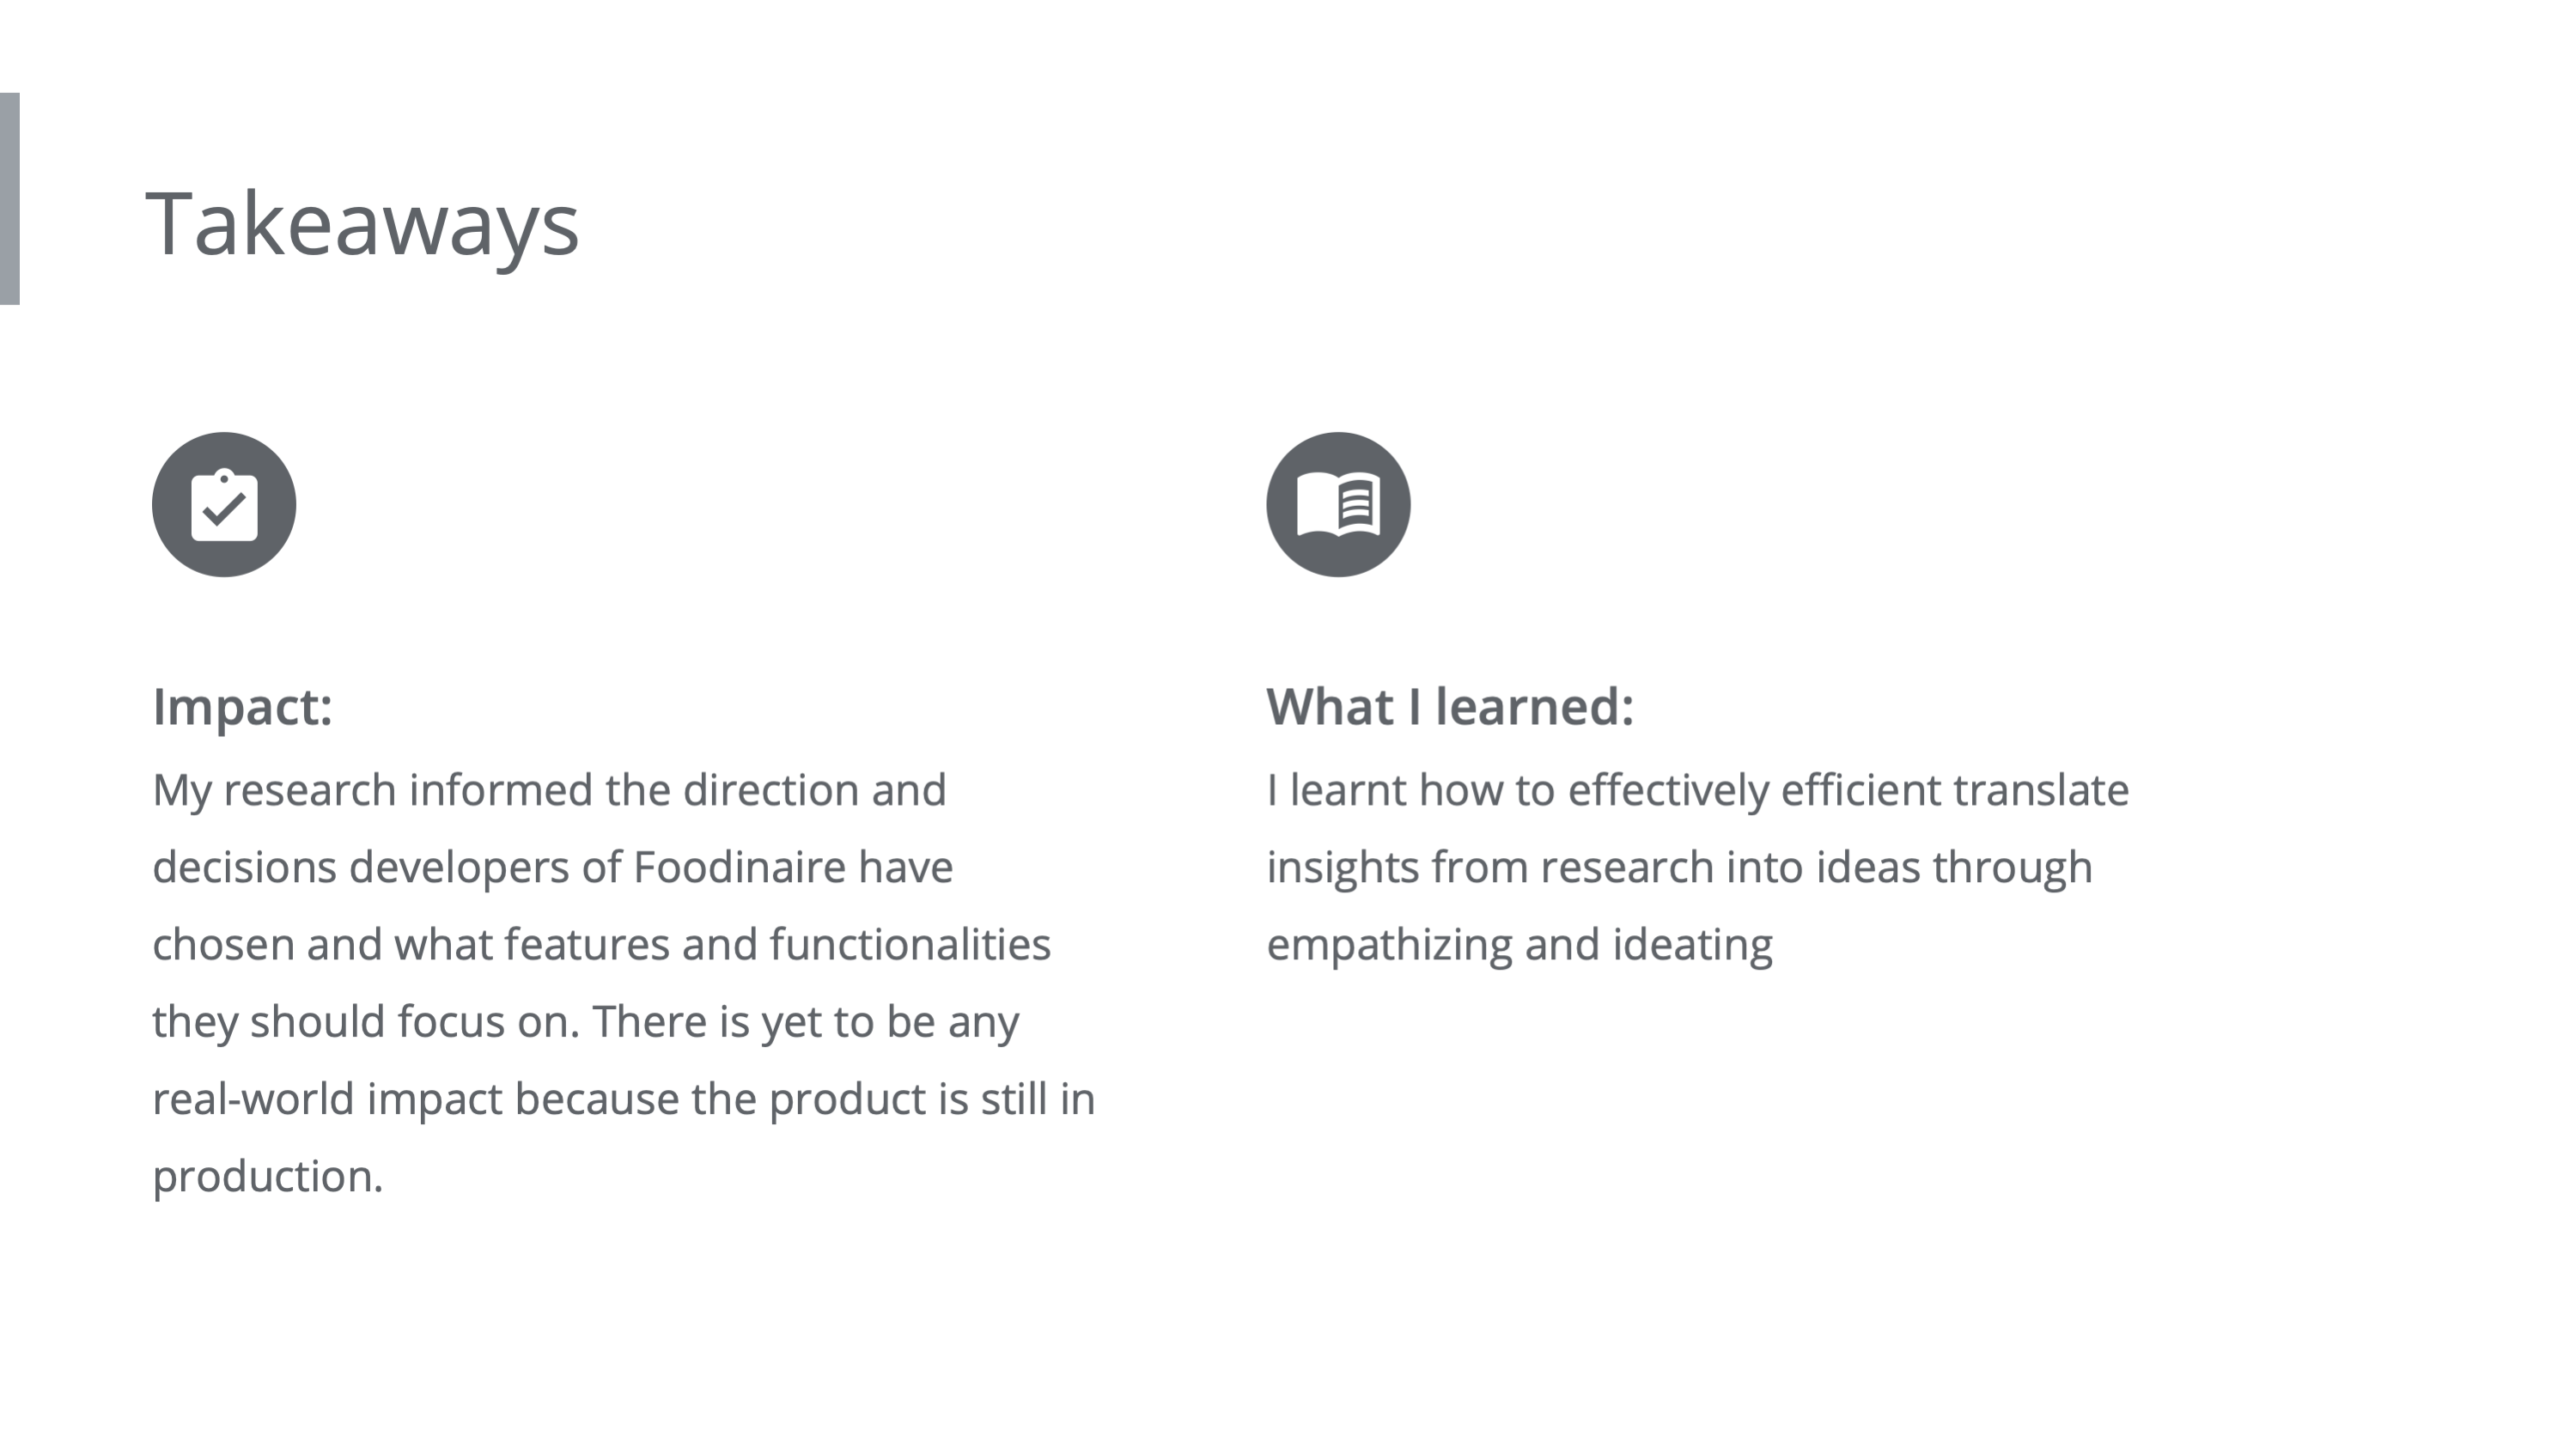 Takeaways
Impact:
My research informed the direction and
decisions developers of Foodinaire have
chosen and what features and functionalities
they should focus on. There is yet to be any
real-world impact because the product is still in
production.
What I learned:
I learnt how to effectively efficient translate
insights from research into ideas through
empathizing and ideating